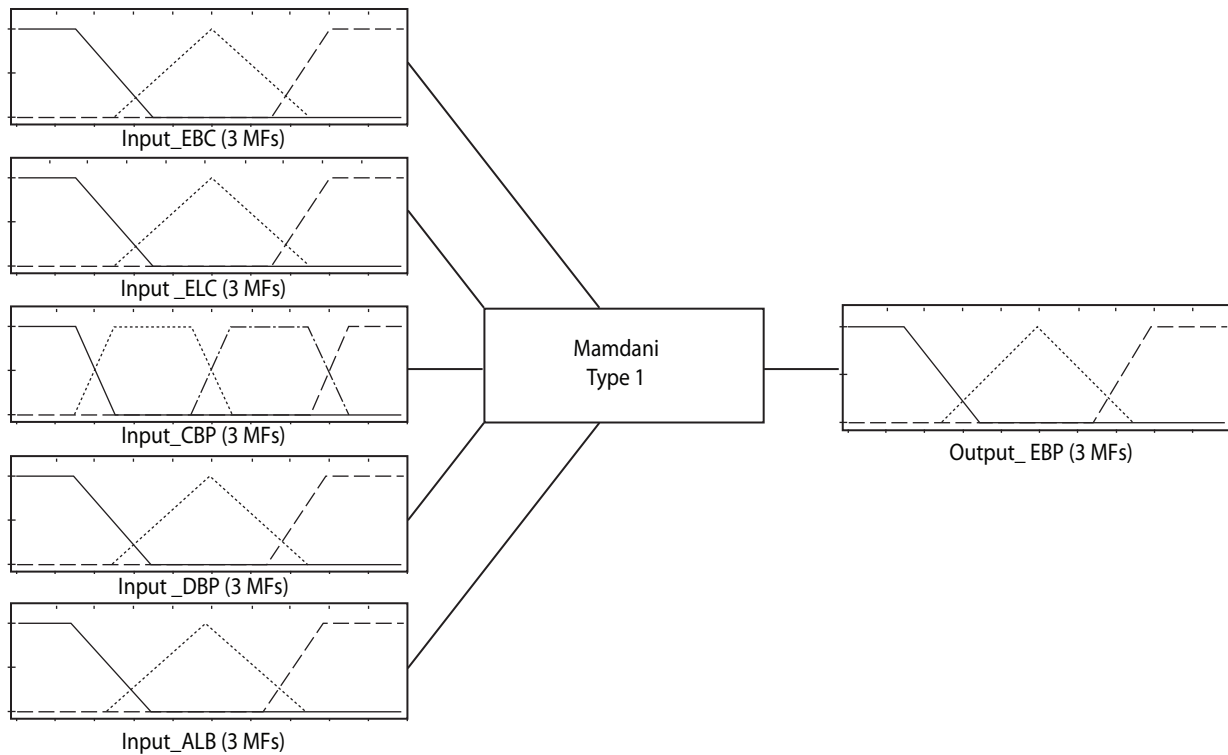 Input_EBC (3 MFs)
Input _ELC (3 MFs)
Input_CBP (3 MFs)
Input _DBP (3 MFs)
Input_ALB (3 MFs)
Mamdani
Type 1
Output_ EBP (3 MFs)